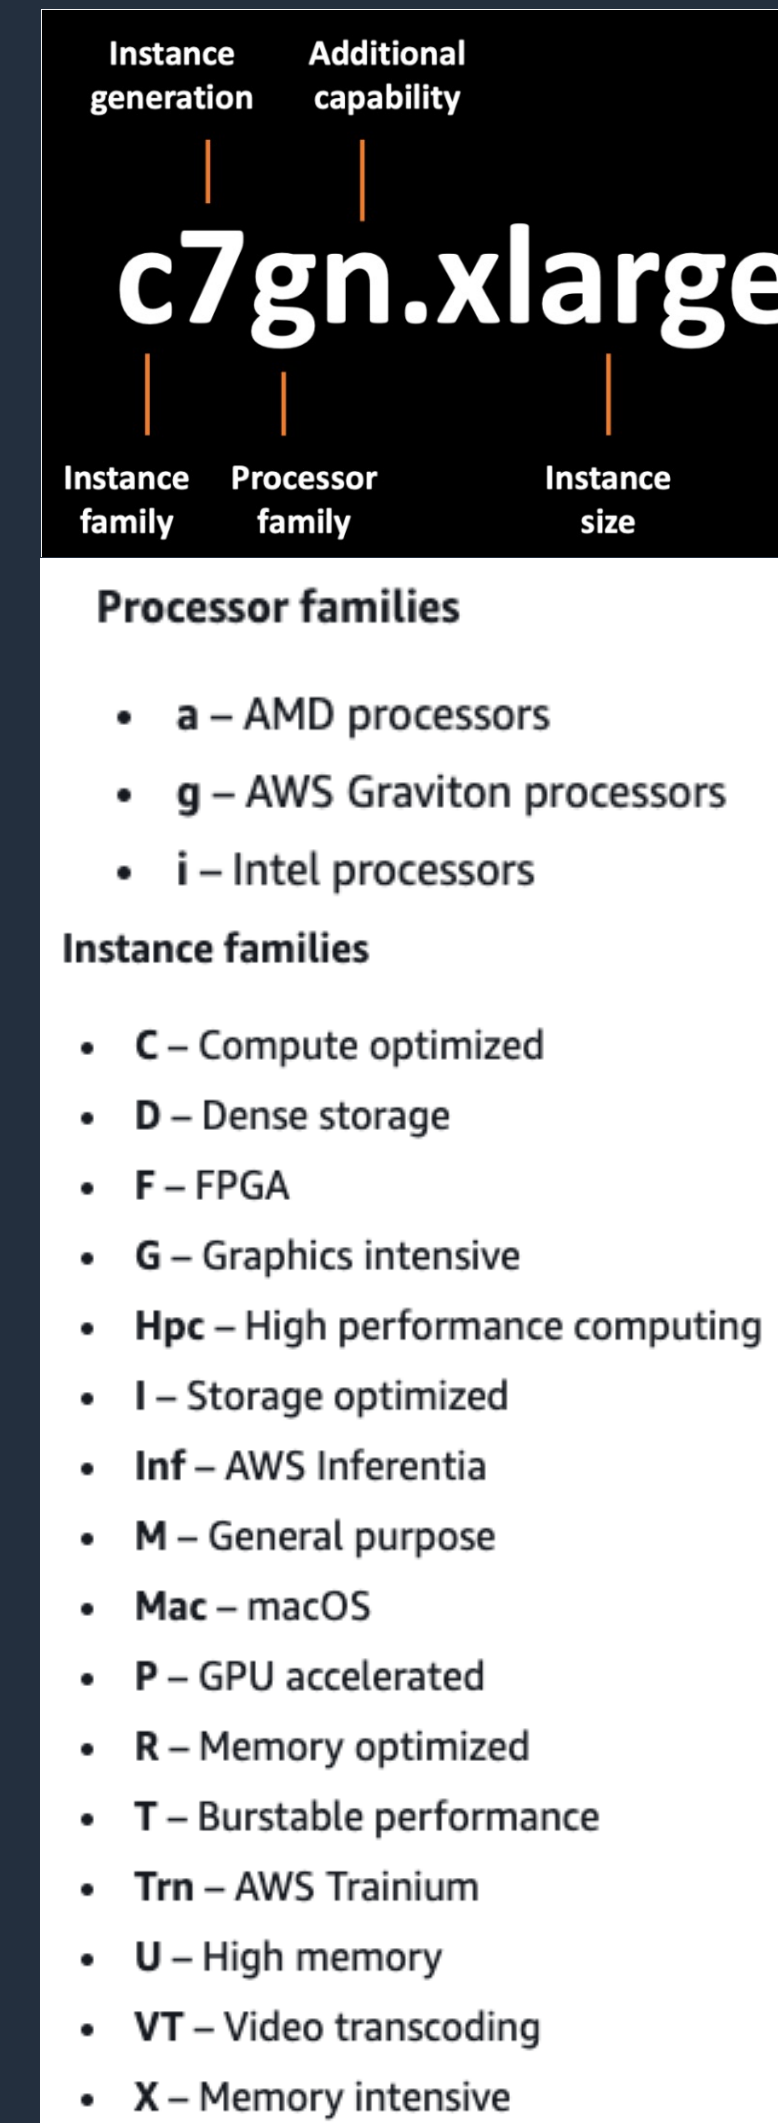 Instance Additional
generation capability
c7gn.xlarge
Instance Processor Instance
family family size
Processor families
• a – AMD processors
• g – AWS Graviton processors
• i – Intel processors
Instance families
• C – Compute optimized
• D – Dense storage
• F – FPGA
• G – Graphics intensive
• Hpc – High performance computing
• I – Storage optimized
• Inf – AWS Inferentia
• M – General purpose
• Mac – macOS
• P – GPU accelerated
• R – Memory optimized
• T – Burstable performance
• Trn – AWS Trainium
• U – High memory
• VT – Video transcoding
• X – Memory intensive